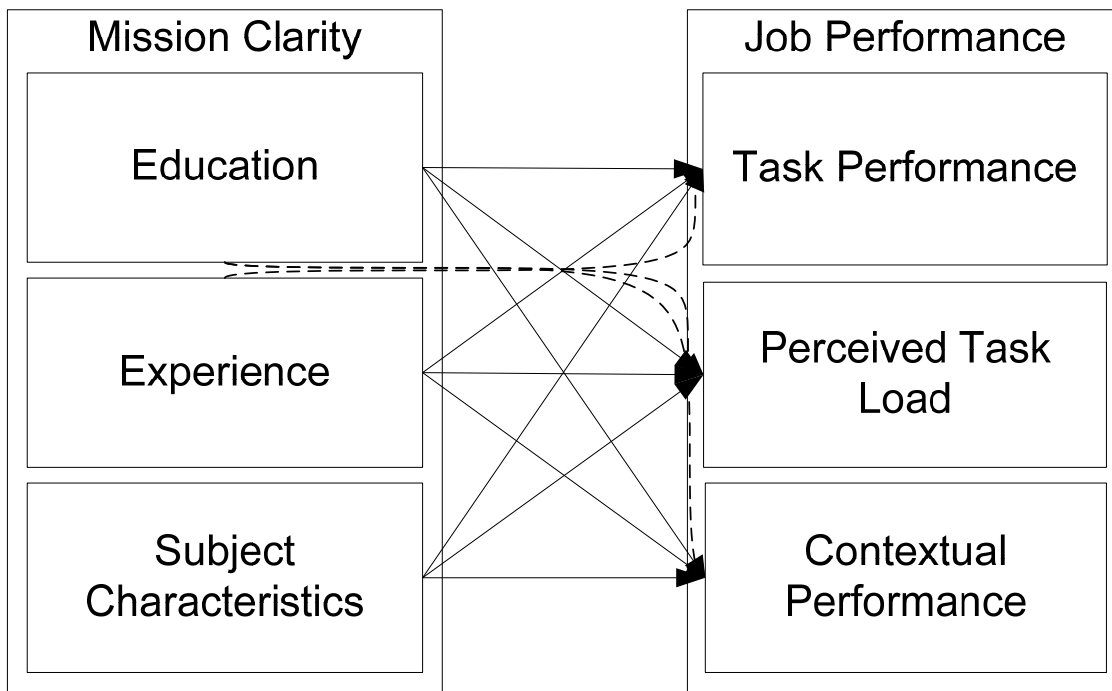 Mission Clarity
Education
Experience
Subject
Characteristics
Job Performance
Task Performance
Perceived Task
Load
Contextual
Performance